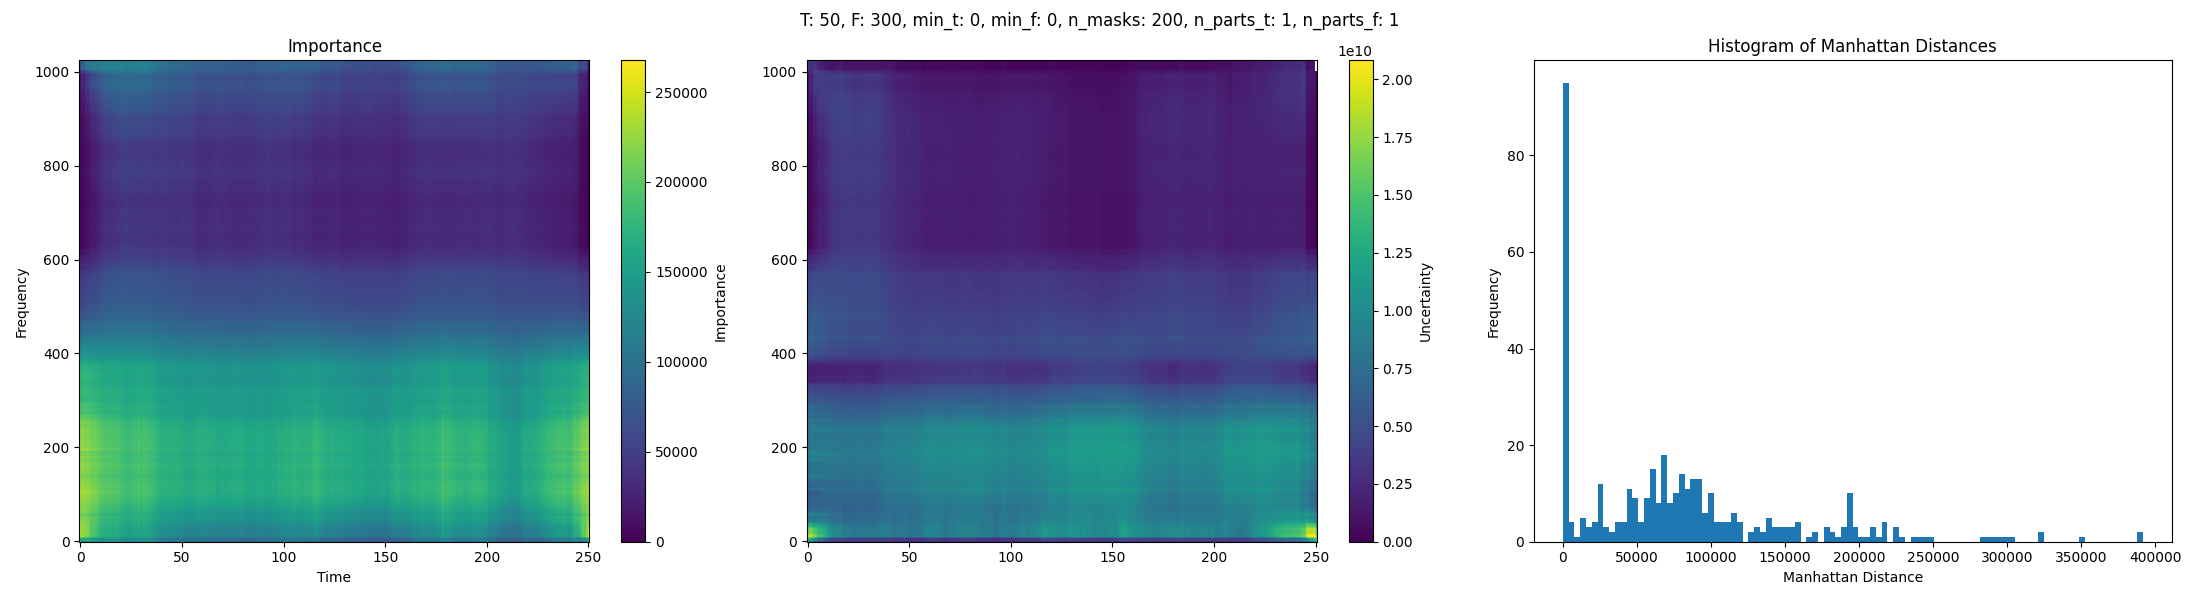 T: 50, F: 300, min_t: 0, min_f: 0, n_masks: 200, n_parts_t: 1, n_parts_f: 1
Importance
1000
800
600
400
200
0
Frequency
0 50 100 150 200 250
Time
250000
200000
150000
100000
50000
0
Importance
1000
800
600
400
200
0
0 50 100 150 200 250
1e10
2.00
1.75
1.50
1.25
1.00
0.75
0.50
0.25
0.00
Uncertainty
Histogram of Manhattan Distances
80
60
40
20
0
Frequency
0 50000 100000 150000 200000 250000 300000 350000 400000
Manhattan Distance